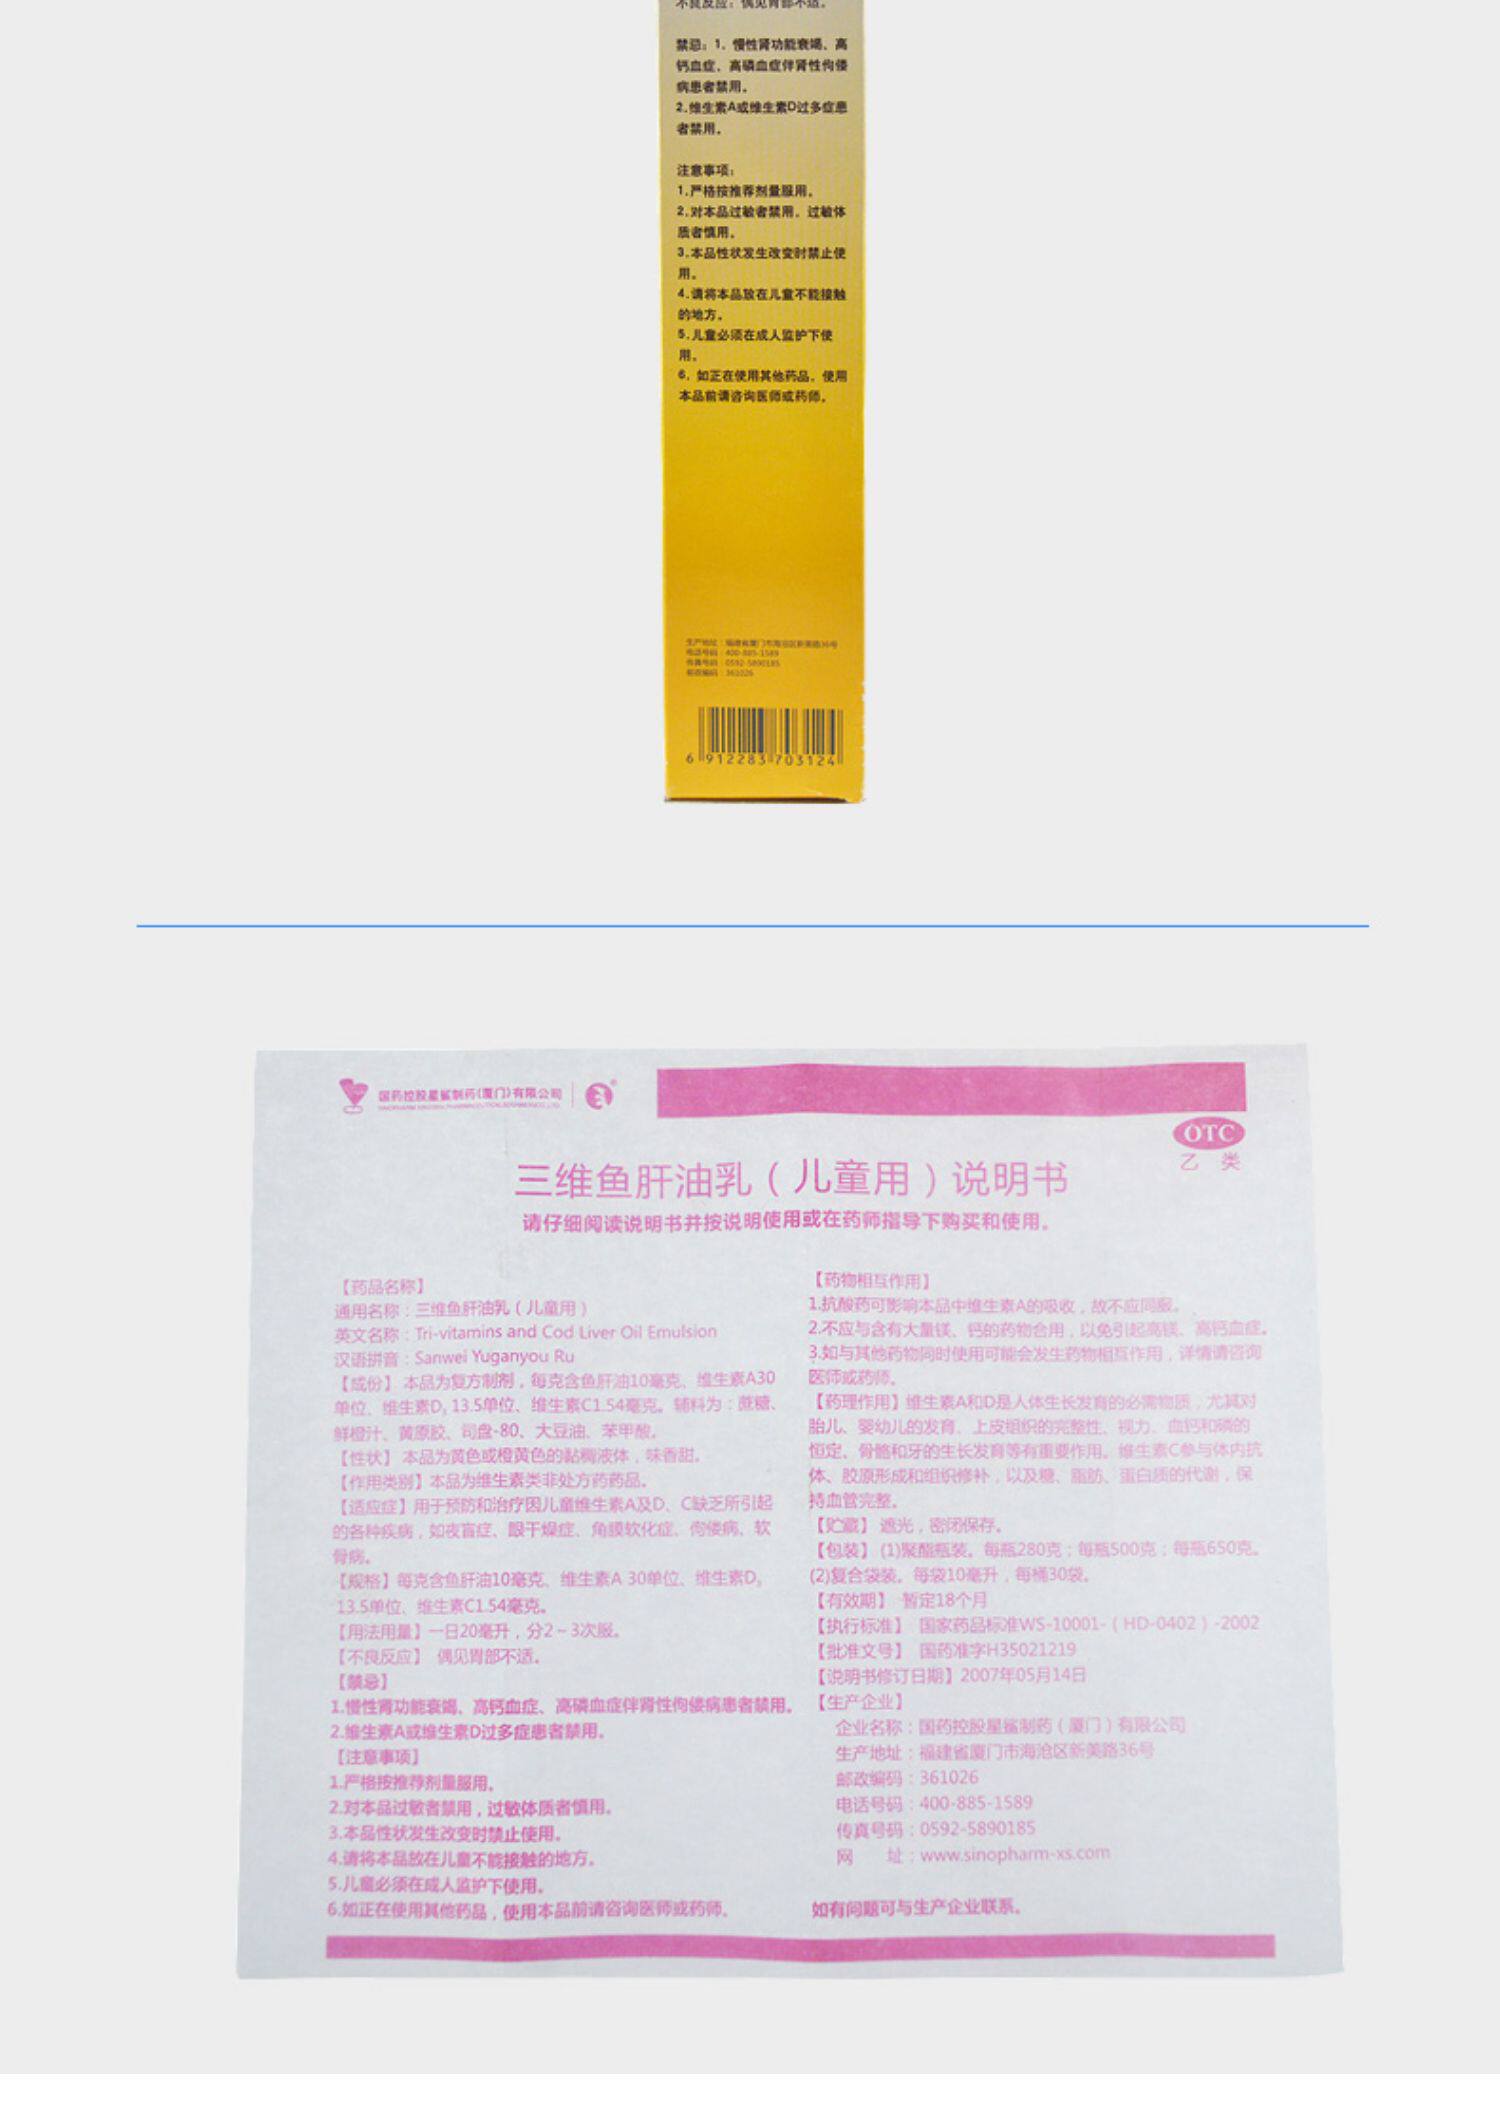 不良反应：偶见胃部不适。
禁忌：1. 慢性肾功能衰竭、高
钙血症、高磷血症伴肾性佝偻
病患者禁用。
2.维生素A或维生素D过多症患
者禁用。
注意事项：
1.严格按推荐剂量服用。
2.对本品过敏者禁用，过敏体
质者慎用。
3.本品性状发生改变时禁止使
用。
4.请将本品放在儿童不能接触
的地方。
5.儿童必须在成人监护下使
用。
6. 如正在使用其他药品，使用
本品前请咨询医师或药师。
生产地址：福建省厦门市海沧区新美路36号
电话号码：400-885-1589
传真号码：0592-5890185
邮政编码：361026
6 912283 703124
国药控股星鲨制药(厦门)有限公司
OTC
乙 类
三维鱼肝油乳（儿童用）说明书
请仔细阅读说明书并按说明使用或在药师指导下购买和使用。
【药品名称】
通用名称：三维鱼肝油乳（儿童用）
英文名称：Tri-vitamins and Cod Liver Oil Emulsion
汉语拼音：Sanwei Yuganyou Ru
【成份】 本品为复方制剂，每克含鱼肝油10毫克、维生素A30
单位、维生素D₂ 13.5单位、维生素C1.54毫克。辅料为：蔗糖、
鲜橙汁、黄原胶、司盘-80、大豆油、苯甲酸。
【性状】 本品为黄色或橙黄色的黏稠液体，味香甜。
【作用类别】本品为维生素类非处方药药品。
【适应症】用于预防和治疗因儿童维生素A及D、C缺乏所引起
的各种疾病，如夜盲症、眼干燥症、角膜软化症、佝偻病、软
骨病。
【规格】每克含鱼肝油10毫克、维生素A 30单位、维生素D₂
13.5单位、维生素C1.54毫克。
【用法用量】一日20毫升，分2～3次服。
【不良反应】 偶见胃部不适。
【禁忌】
1.慢性肾功能衰竭、高钙血症、高磷血症伴肾性佝偻病患者禁用。
2.维生素A或维生素D过多症患者禁用。
【注意事项】
1.严格按推荐剂量服用。
2.对本品过敏者禁用，过敏体质者慎用。
3.本品性状发生改变时禁止使用。
4.请将本品放在儿童不能接触的地方。
5.儿童必须在成人监护下使用。
6.如正在使用其他药品，使用本品前请咨询医师或药师。
【药物相互作用】
1.抗酸药可影响本品中维生素A的吸收，故不应同服。
2.不应与含有大量镁、钙的药物合用，以免引起高镁、高钙血症。
3.如与其他药物同时使用可能会发生药物相互作用，详情请咨询
医师或药师。
【药理作用】维生素A和D是人体生长发育的必需物质，尤其对
胎儿、婴幼儿的发育、上皮组织的完整性、视力、血钙和磷的
恒定、骨骼和牙的生长发育等有重要作用。维生素C参与体内抗
体、胶原形成和组织修补，以及糖、脂肪、蛋白质的代谢，保
持血管完整。
【贮藏】 遮光，密闭保存。
【包装】 (1)聚酯瓶装。每瓶280克；每瓶500克；每瓶650克。
(2)复合袋装。每袋10毫升，每桶30袋。
【有效期】 暂定18个月
【执行标准】 国家药品标准WS-10001-（HD-0402）-2002
【批准文号】 国药准字H35021219
【说明书修订日期】2007年05月14日
【生产企业】
企业名称：国药控股星鲨制药（厦门）有限公司
生产地址：福建省厦门市海沧区新美路36号
邮政编码：361026
电话号码：400-885-1589
传真号码：0592-5890185
网 址：www.sinopharm-xs.com
如有问题可与生产企业联系。